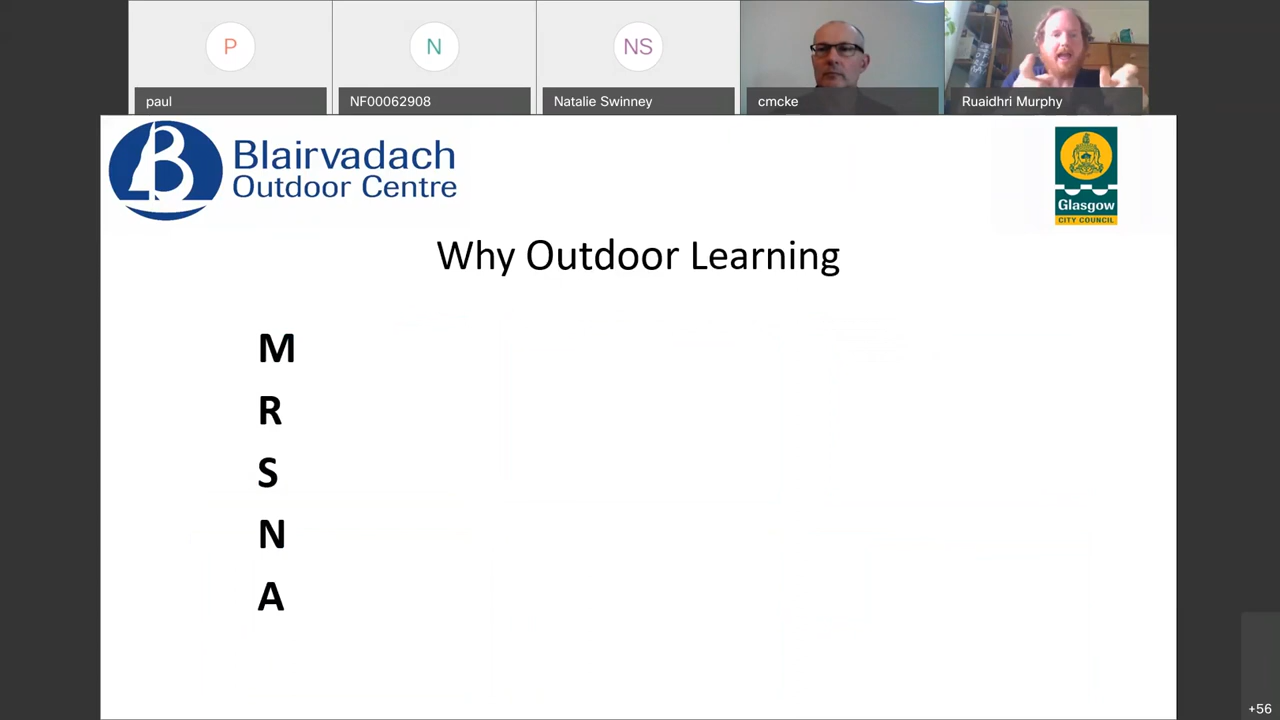 P
N
NS
paul
NF00062908
Natalie Swinney
cmcke
Ruaidhri Murphy
B
Blairvadach
Outdoor Centre
Glasgow
CITY COUNCIL
Why Outdoor Learning
M
R
S
N
A
+56